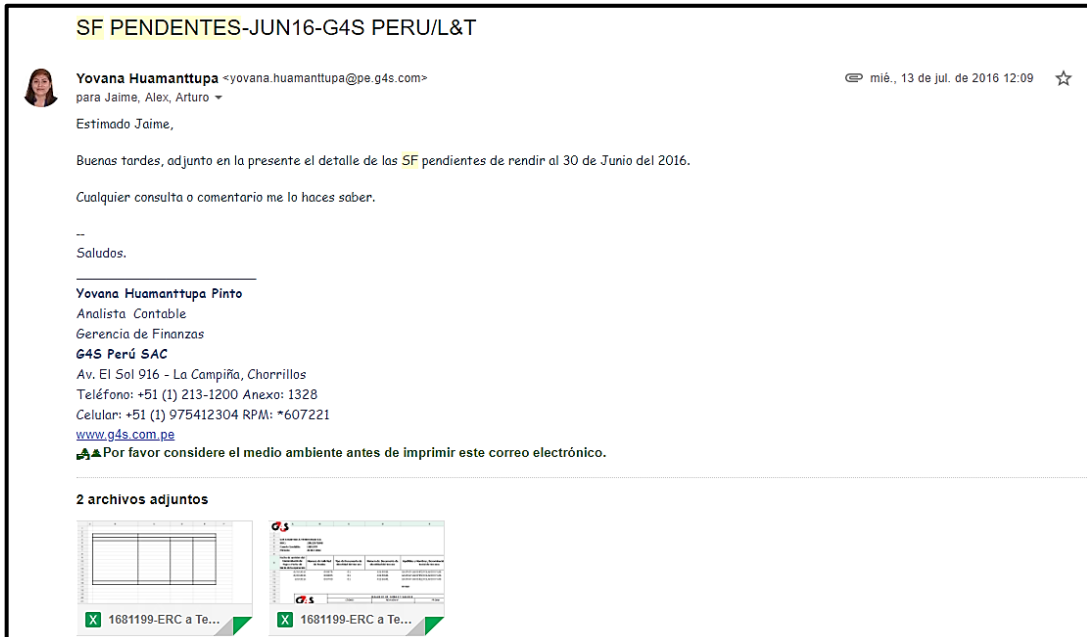 SF PENDENTES-JUN16-G4S PERU/L&T
Yovana Huamanttupa <yovana.huamanttupa@pe.g4s.com>
mié., 13 de jul. de 2016 12:09
para Jaime, Alex, Arturo
Estimado Jaime,
Buenas tardes, adjunto en la presente el detalle de las SF pendientes de rendir al 30 de Junio del 2016.
Cualquier consulta o comentario me lo haces saber.
--
Saludos.
Yovana Huamanttupa Pinto
Analista Contable
Gerencia de Finanzas
G4S Perú SAC
Av. El Sol 916 - La Campiña, Chorrillos
Teléfono: +51 (1) 213-1200 Anexo: 1328
Celular: +51 (1) 975412304 RPM: *607221
www.g4s.com.pe
Por favor considere el medio ambiente antes de imprimir este correo electrónico.
2 archivos adjuntos
G4S
G4S
X 1681199-ERC a Te...
X 1681199-ERC a Te...